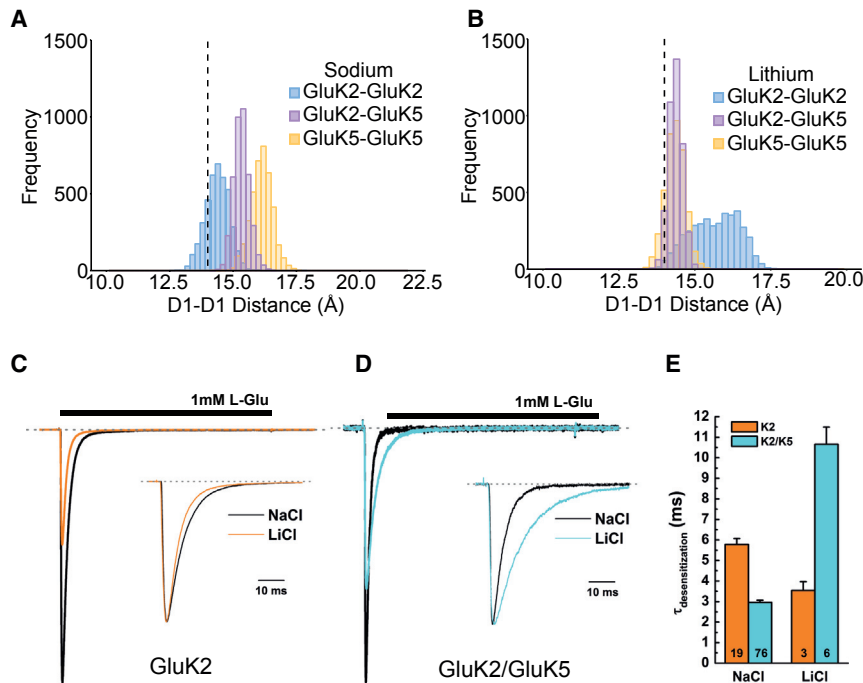 A
1500
1000
500
0
Frequency
Sodium
GluK2-GluK2
GluK2-GluK5
GluK5-GluK5
10.0 12.5 15.0 17.5 20.0 22.5
D1-D1 Distance (Å)
B
1500
1000
500
0
Frequency
Lithium
GluK2-GluK2
GluK2-GluK5
GluK5-GluK5
10.0 12.5 15.0 17.5 20.0
D1-D1 Distance (Å)
C
1mM L-Glu
NaCl
LiCl
10 ms
GluK2
D
1mM L-Glu
NaCl
LiCl
10 ms
GluK2/GluK5
E
12
11
10
9
8
7
6
5
4
3
2
1
0
τdesensitization (ms)
K2
K2/K5
19 76 3 6
NaCl LiCl